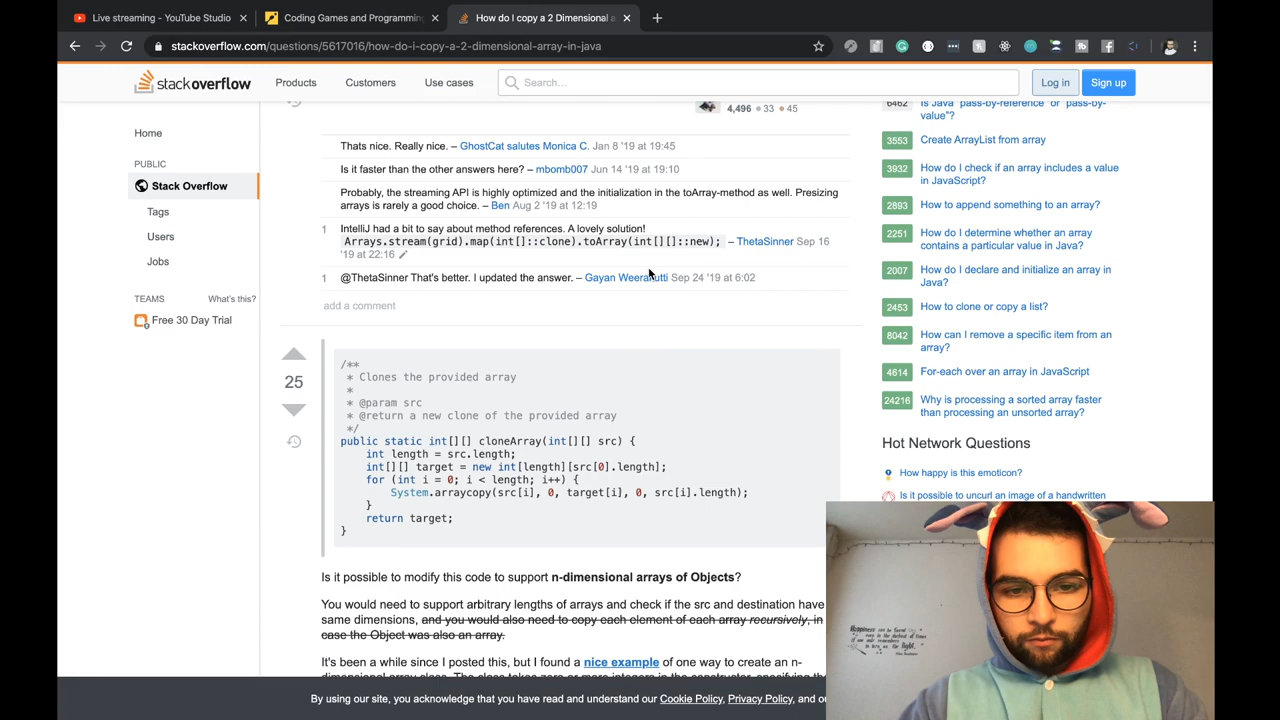 Live streaming - YouTube Studio
Coding Games and Programmin
How do I copy a 2 Dimensional a
stackoverflow.com/questions/5617016/how-do-i-copy-a-2-dimensional-array-in-java
stackoverflow
Products
Customers
Use cases
Search...
Log in
Sign up
Home
PUBLIC
Stack Overflow
Tags
Users
Jobs
TEAMS
What's this?
Free 30 Day Trial
4,496 33 45
Thats nice. Really nice. – GhostCat salutes Monica C. Jan 8 '19 at 19:45
Is it faster than the other answers here? – mbomb007 Jun 14 '19 at 19:10
Probably, the streaming API is highly optimized and the initialization in the toArray-method as well. Presizing
arrays is rarely a good choice. – Ben Aug 2 '19 at 12:19
1 IntelliJ had a bit to say about method references. A lovely solution!
Arrays.stream(grid).map(int[]::clone).toArray(int[][]::new); – ThetaSinner Sep 16
'19 at 22:16
1 @ThetaSinner That's better. I updated the answer. – Gayan Weerakutti Sep 24 '19 at 6:02
add a comment
25
/**
* Clones the provided array
*
* @param src
* @return a new clone of the provided array
*/
public static int[][] cloneArray(int[][] src) {
int length = src.length;
int[][] target = new int[length][src[0].length];
for (int i = 0; i < length; i++) {
System.arraycopy(src[i], 0, target[i], 0, src[i].length);
}
return target;
}
Is it possible to modify this code to support n-dimensional arrays of Objects?
You would need to support arbitrary lengths of arrays and check if the src and destination have
same dimensions, and you would also need to copy each element of each array recursively, in
case the Object was also an array.
It's been a while since I posted this, but I found a nice example of one way to create an n-
dimensional array class. The class takes zero or more integers in the constructor, specifying the
6462 Is Java "pass-by-reference" or "pass-by-
value"?
3553 Create ArrayList from array
3932 How do I check if an array includes a value
in JavaScript?
2893 How to append something to an array?
2251 How do I determine whether an array
contains a particular value in Java?
2007 How do I declare and initialize an array in
Java?
2453 How to clone or copy a list?
8042 How can I remove a specific item from an
array?
4614 For-each over an array in JavaScript
24216 Why is processing a sorted array faster
than processing an unsorted array?
Hot Network Questions
How happy is this emoticon?
Is it possible to uncurl an image of a handwritten
By using our site, you acknowledge that you have read and understand our Cookie Policy, Privacy Policy, and ou